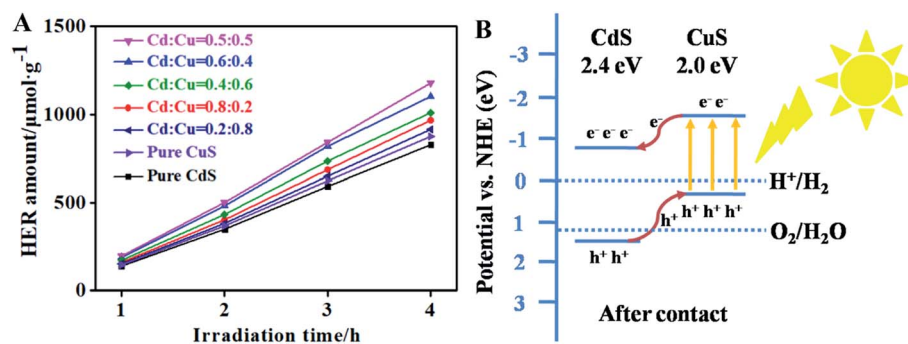 A
HER amount/μmol·g⁻¹
1500
1000
500
0
Cd:Cu=0.5:0.5
Cd:Cu=0.6:0.4
Cd:Cu=0.4:0.6
Cd:Cu=0.8:0.2
Cd:Cu=0.2:0.8
Pure CuS
Pure CdS
1 2 3 4
Irradiation time/h
B
Potential vs. NHE (eV)
-3
-2
-1
0
1
2
3
CdS CuS
2.4 eV 2.0 eV
e⁻ e⁻
e⁻
e⁻ e⁻ e⁻
H⁺/H₂
h⁺ h⁺ h⁺
h⁺
O₂/H₂O
h⁺ h⁺
After contact